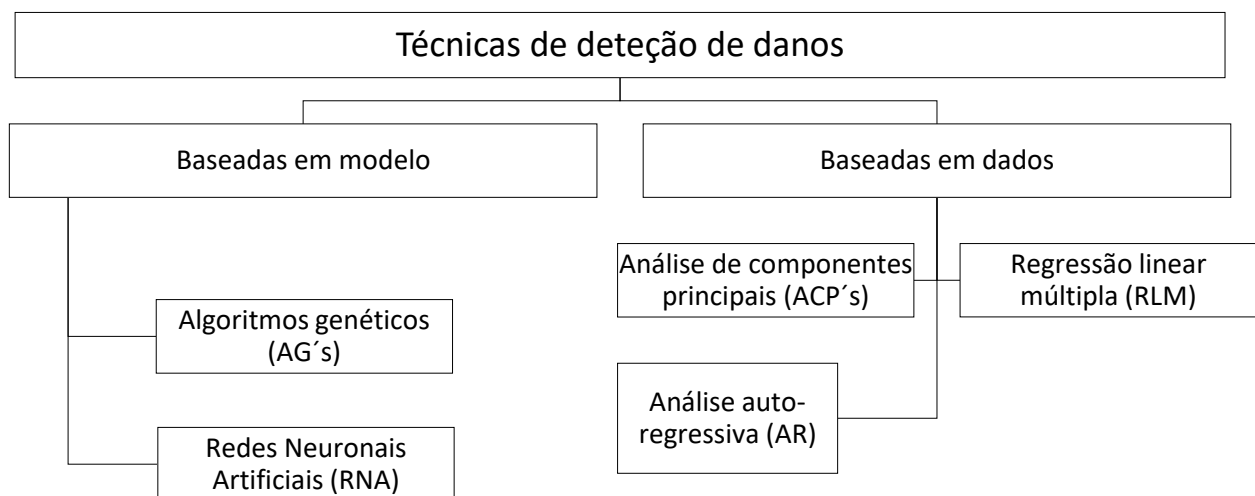 Técnicas de deteção de danos
Baseadas em modelo
Baseadas em dados
Análise de componentes
principais (ACP´s)
Regressão linear
múltipla (RLM)
Algoritmos genéticos
(AG´s)
Análise auto-
regressiva (AR)
Redes Neuronais
Artificiais (RNA)